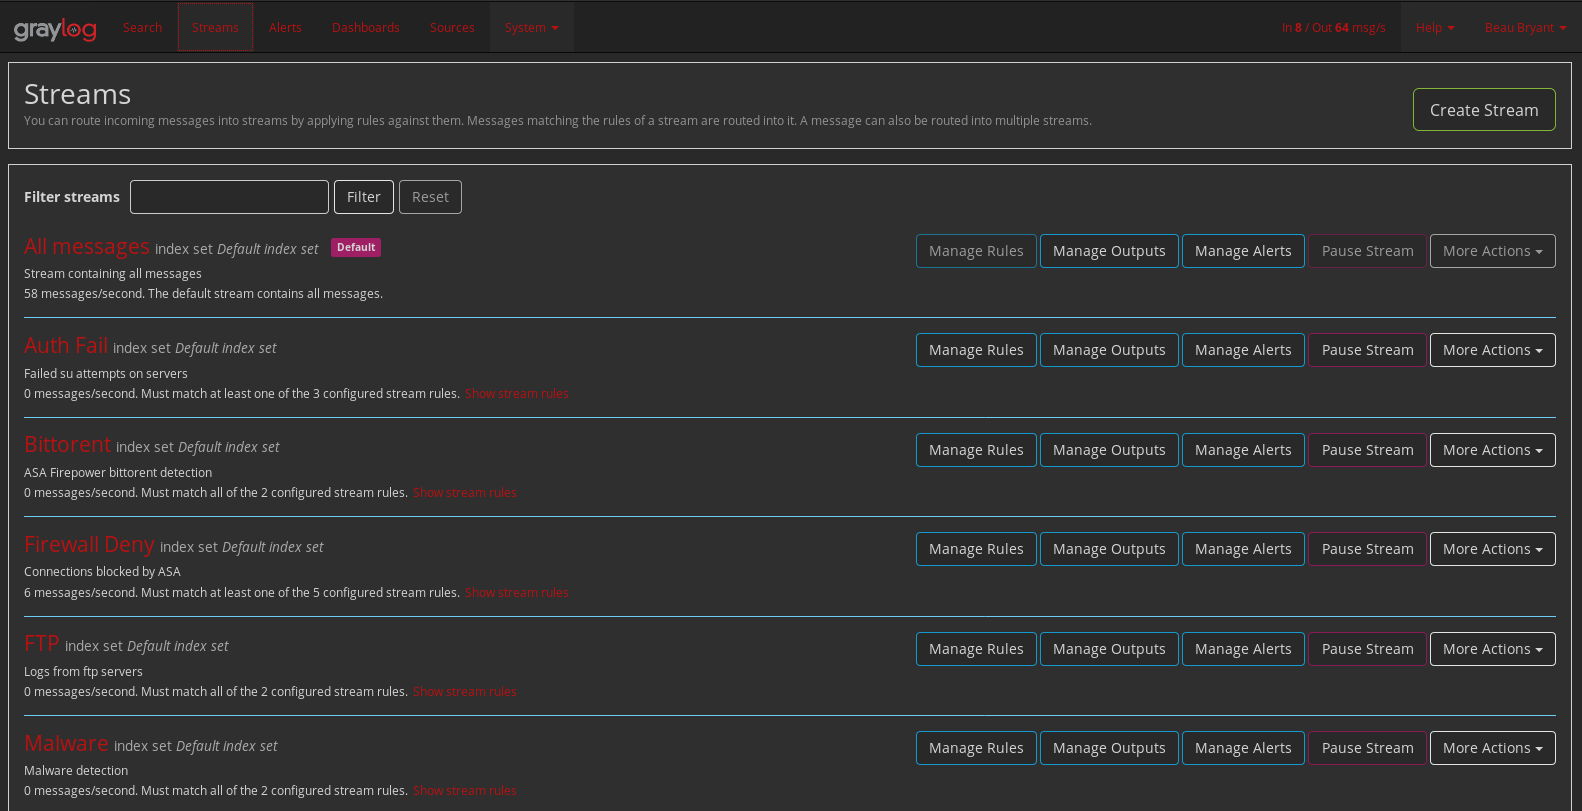 graylog Search Streams Alerts Dashboards Sources System In 8 / Out 64 msg/s Help Beau Bryant
Streams
You can route incoming messages into streams by applying rules against them. Messages matching the rules of a stream are routed into it. A message can also be routed into multiple streams.
Create Stream
Filter streams Filter Reset
All messages index set Default index set Default Manage Rules Manage Outputs Manage Alerts Pause Stream More Actions
Stream containing all messages
58 messages/second. The default stream contains all messages.
Auth Fail index set Default index set Manage Rules Manage Outputs Manage Alerts Pause Stream More Actions
Failed su attempts on servers
0 messages/second. Must match at least one of the 3 configured stream rules. Show stream rules
Bittorent index set Default index set Manage Rules Manage Outputs Manage Alerts Pause Stream More Actions
ASA Firepower bittorent detection
0 messages/second. Must match all of the 2 configured stream rules. Show stream rules
Firewall Deny index set Default index set Manage Rules Manage Outputs Manage Alerts Pause Stream More Actions
Connections blocked by ASA
6 messages/second. Must match at least one of the 5 configured stream rules. Show stream rules
FTP index set Default index set Manage Rules Manage Outputs Manage Alerts Pause Stream More Actions
Logs from ftp servers
0 messages/second. Must match all of the 2 configured stream rules. Show stream rules
Malware index set Default index set Manage Rules Manage Outputs Manage Alerts Pause Stream More Actions
Malware detection
0 messages/second. Must match all of the 2 configured stream rules. Show stream rules